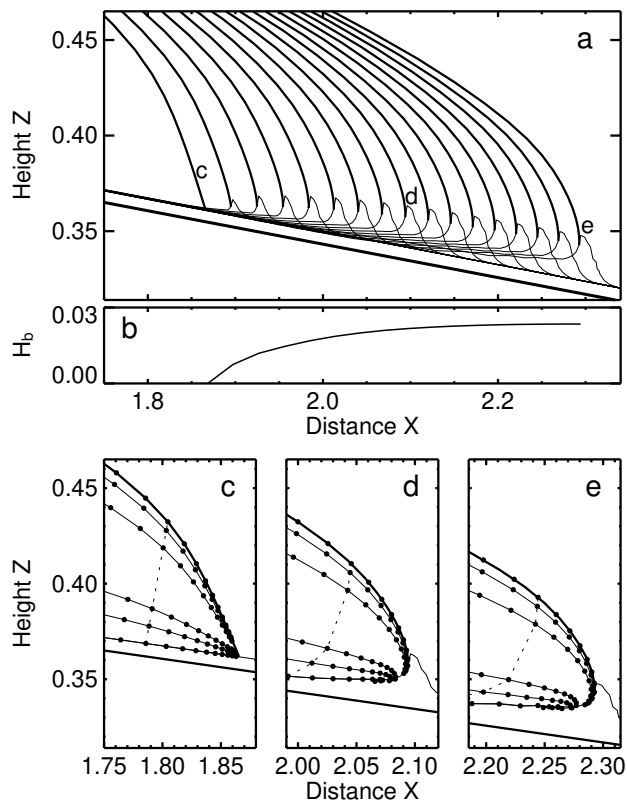 a
0.45
0.40
0.35
Height Z
c
d
e
b
0.03
0.00
H_b
1.8 2.0 2.2
Distance X
c d e
0.45
0.40
0.35
Height Z
1.75 1.80 1.85 2.00 2.05 2.10 2.20 2.25 2.30
Distance X